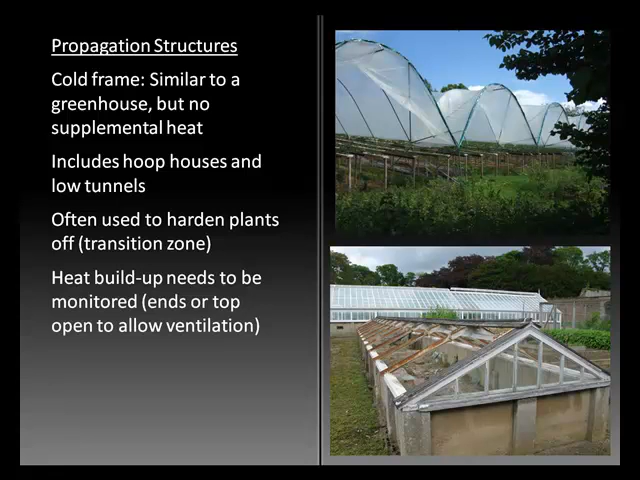 Propagation Structures
Cold frame: Similar to a
greenhouse, but no
supplemental heat
Includes hoop houses and
low tunnels
Often used to harden plants
off (transition zone)
Heat build-up needs to be
monitored (ends or top
open to allow ventilation)